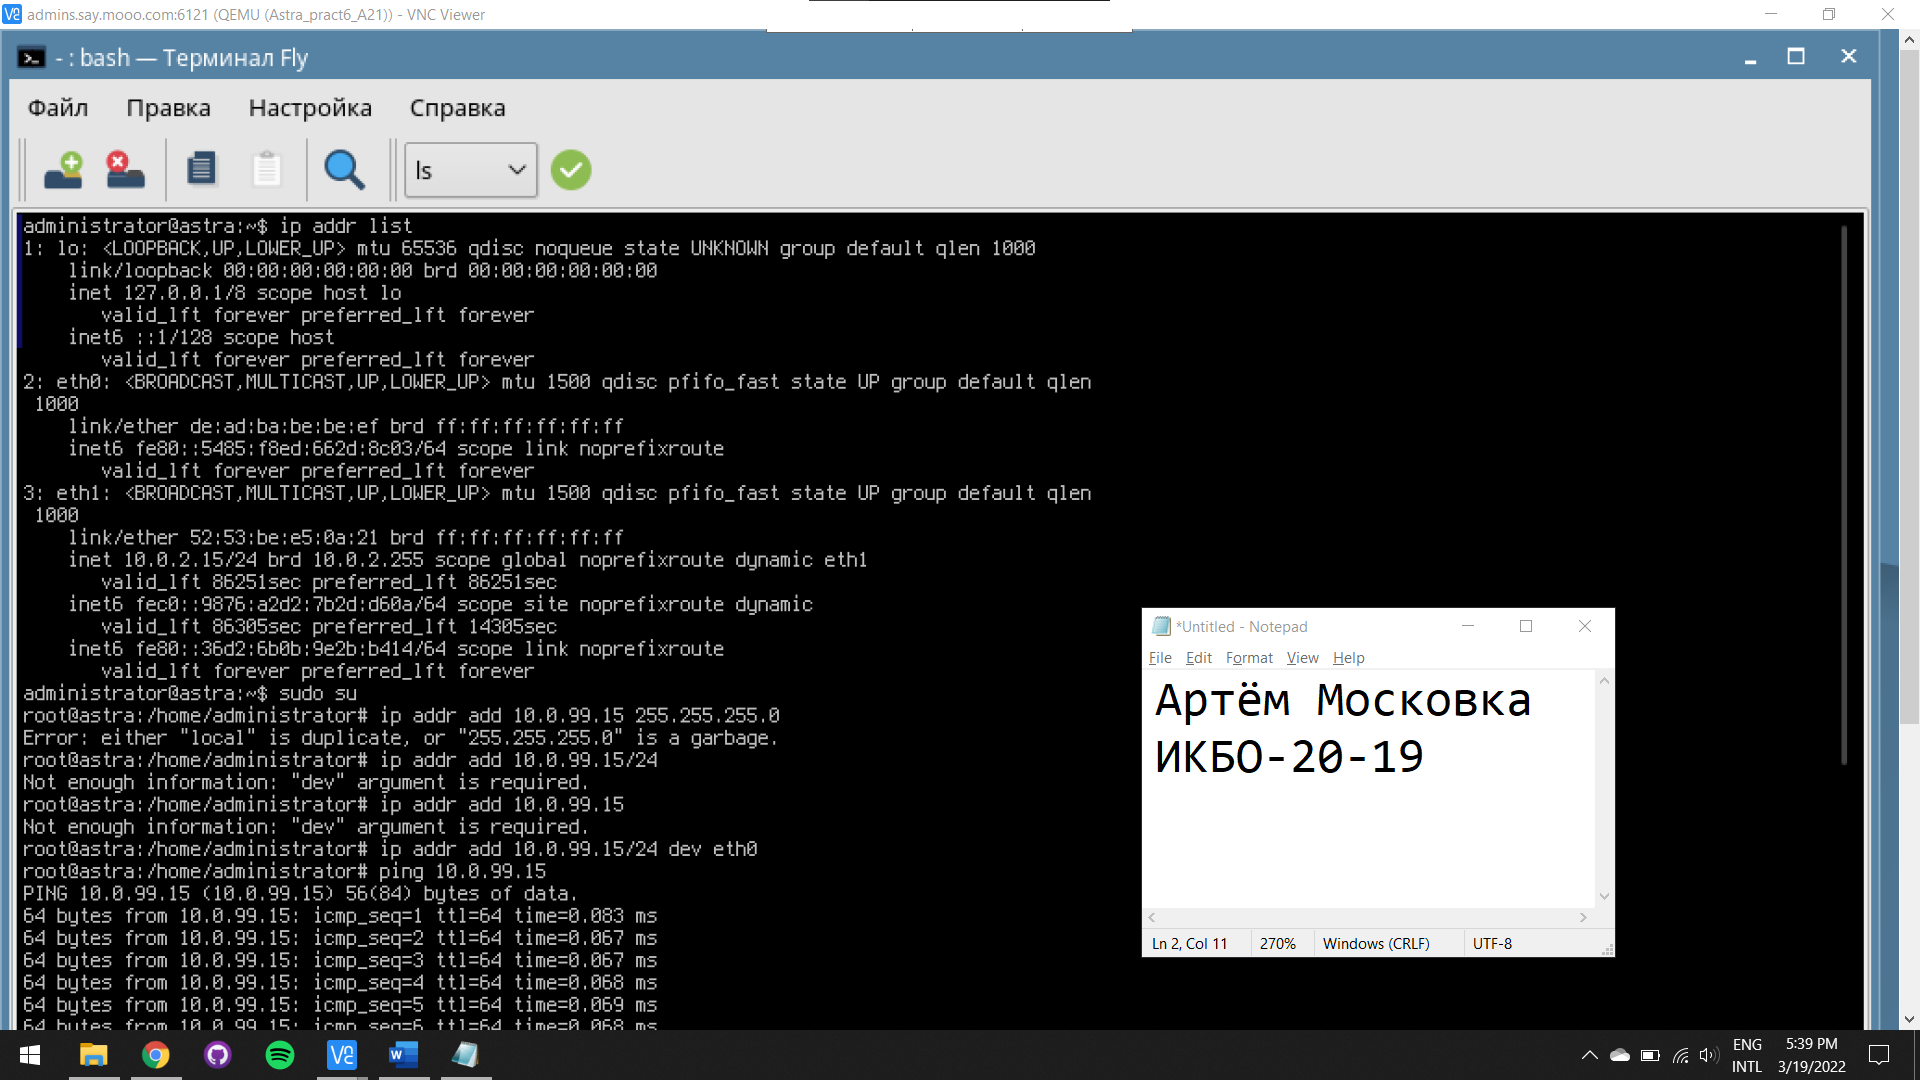 admins.say.mooo.com:6121 (QEMU (Astra_pract6_A21)) - VNC Viewer
- : bash — Терминал Fly
Файл Правка Настройка Справка
ls
administrator@astra:~$ ip addr list
1: lo: <LOOPBACK,UP,LOWER_UP> mtu 65536 qdisc noqueue state UNKNOWN group default qlen 1000
link/loopback 00:00:00:00:00:00 brd 00:00:00:00:00:00
inet 127.0.0.1/8 scope host lo
valid_lft forever preferred_lft forever
inet6 ::1/128 scope host
valid_lft forever preferred_lft forever
2: eth0: <BROADCAST,MULTICAST,UP,LOWER_UP> mtu 1500 qdisc pfifo_fast state UP group default qlen
1000
link/ether de:ad:ba:be:be:ef brd ff:ff:ff:ff:ff:ff
inet6 fe80::5485:f8ed:662d:8c03/64 scope link noprefixroute
valid_lft forever preferred_lft forever
3: eth1: <BROADCAST,MULTICAST,UP,LOWER_UP> mtu 1500 qdisc pfifo_fast state UP group default qlen
1000
link/ether 52:53:be:e5:0a:21 brd ff:ff:ff:ff:ff:ff
inet 10.0.2.15/24 brd 10.0.2.255 scope global noprefixroute dynamic eth1
valid_lft 86251sec preferred_lft 86251sec
inet6 fec0::9876:a2d2:7b2d:d60a/64 scope site noprefixroute dynamic
valid_lft 86305sec preferred_lft 14305sec
inet6 fe80::36d2:6b0b:9e2b:b414/64 scope link noprefixroute
valid_lft forever preferred_lft forever
administrator@astra:~$ sudo su
root@astra:/home/administrator# ip addr add 10.0.99.15 255.255.255.0
Error: either "local" is duplicate, or "255.255.255.0" is a garbage.
root@astra:/home/administrator# ip addr add 10.0.99.15/24
Not enough information: "dev" argument is required.
root@astra:/home/administrator# ip addr add 10.0.99.15
Not enough information: "dev" argument is required.
root@astra:/home/administrator# ip addr add 10.0.99.15/24 dev eth0
root@astra:/home/administrator# ping 10.0.99.15
PING 10.0.99.15 (10.0.99.15) 56(84) bytes of data.
64 bytes from 10.0.99.15: icmp_seq=1 ttl=64 time=0.083 ms
64 bytes from 10.0.99.15: icmp_seq=2 ttl=64 time=0.067 ms
64 bytes from 10.0.99.15: icmp_seq=3 ttl=64 time=0.067 ms
64 bytes from 10.0.99.15: icmp_seq=4 ttl=64 time=0.068 ms
64 bytes from 10.0.99.15: icmp_seq=5 ttl=64 time=0.069 ms
64 bytes from 10.0.99.15: icmp_seq=6 ttl=64 time=0.068 ms
*Untitled - Notepad
File Edit Format View Help
Артём Московка
ИКБО-20-19
Ln 2, Col 11 270% Windows (CRLF) UTF-8
ENG
INTL
5:39 PM
3/19/2022